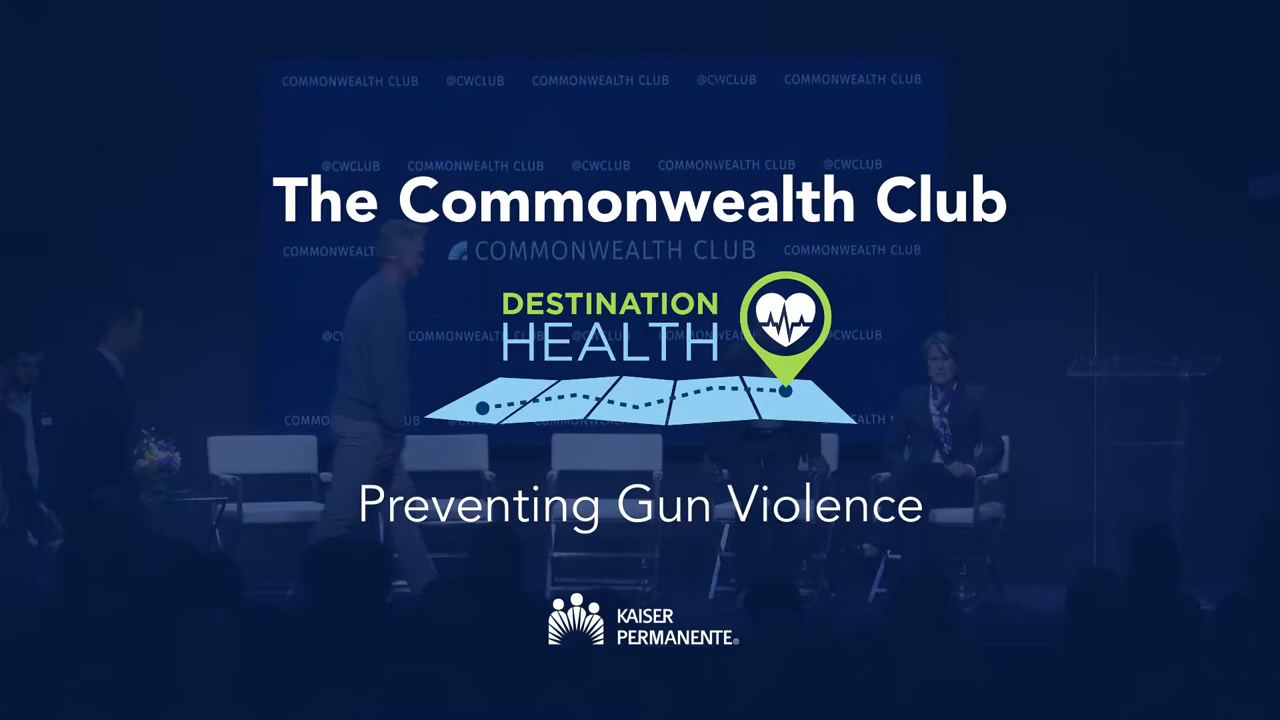 COMMONWEALTH CLUB @CWCLUB COMMONWEALTH CLUB @CWCLUB COMMONWEALTH CLUB
@CWCLUB COMMONWEALTH CLUB @CWCLUB COMMONWEALTH CLUB @CWCLUB
The Commonwealth Club
COMMONWEALT COMMONWEALTH CLUB COMMONWEALTH CLUB
DESTINATION
HEALTH
Preventing Gun Violence
KAISER
PERMANENTE®